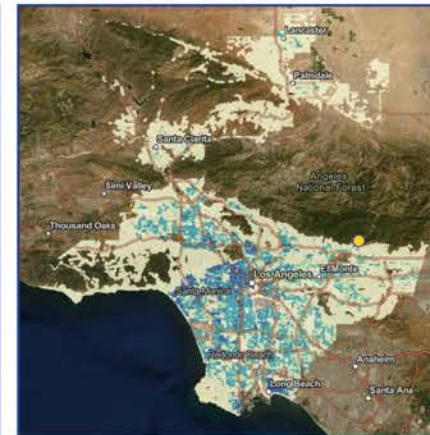 Lancaster
Palmdale
Santa Clarita
Angeles
National Forest
Simi Valley
Thousand Oaks
Los Angeles
El Monte
Santa Monica
Redondo Beach
Long Beach
Anaheim
Santa Ana